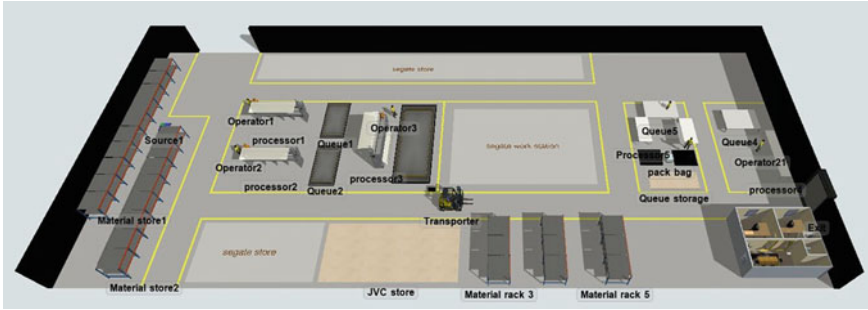 segate store
Operator1
Operator3
Source1
processor1
Queue1
Queue5
Queue4
segate work station
Operator2
Processor5
Operator21
processor2
Queue2
processor3
pack bag
processor4
Queue storage
Material store1
Transporter
Exit
segate store
Material store2
JVC store
Material rack 3
Material rack 5